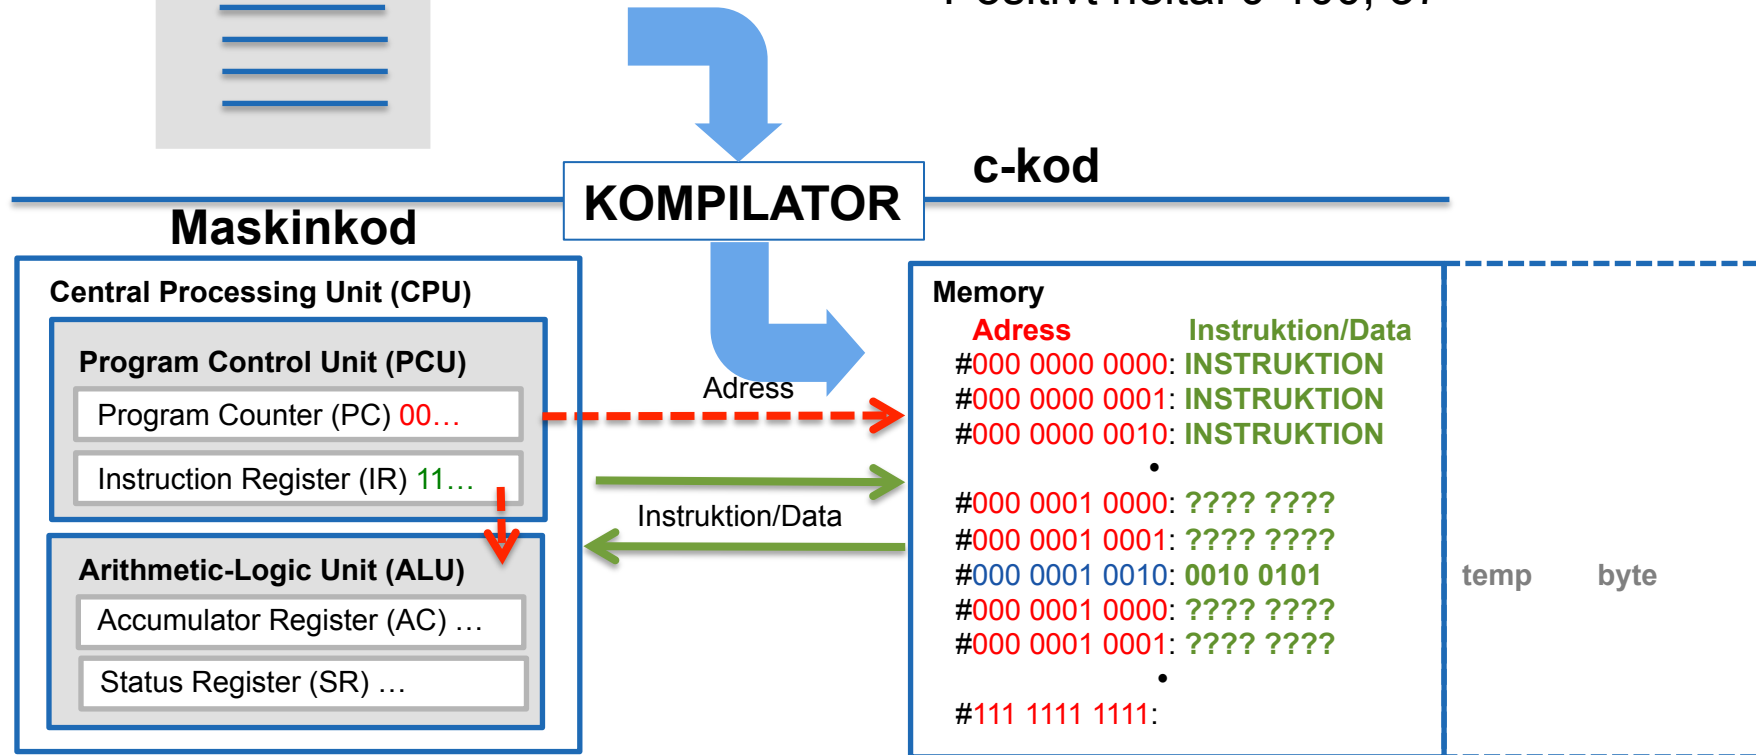 c-kod
KOMPILATOR
Maskinkod
Central Processing Unit (CPU)
Program Control Unit (PCU)
Program Counter (PC) 00…
Instruction Register (IR) 11…
Arithmetic-Logic Unit (ALU)
Accumulator Register (AC) …
Status Register (SR) …
Adress
Instruktion/Data
Memory
Adress Instruktion/Data
#000 0000 0000: INSTRUKTION
#000 0000 0001: INSTRUKTION
#000 0000 0010: INSTRUKTION
•
#000 0001 0000: ???? ????
#000 0001 0001: ???? ????
#000 0001 0010: 0010 0101
#000 0001 0000: ???? ????
#000 0001 0001: ???? ????
•
#111 1111 1111:
temp byte